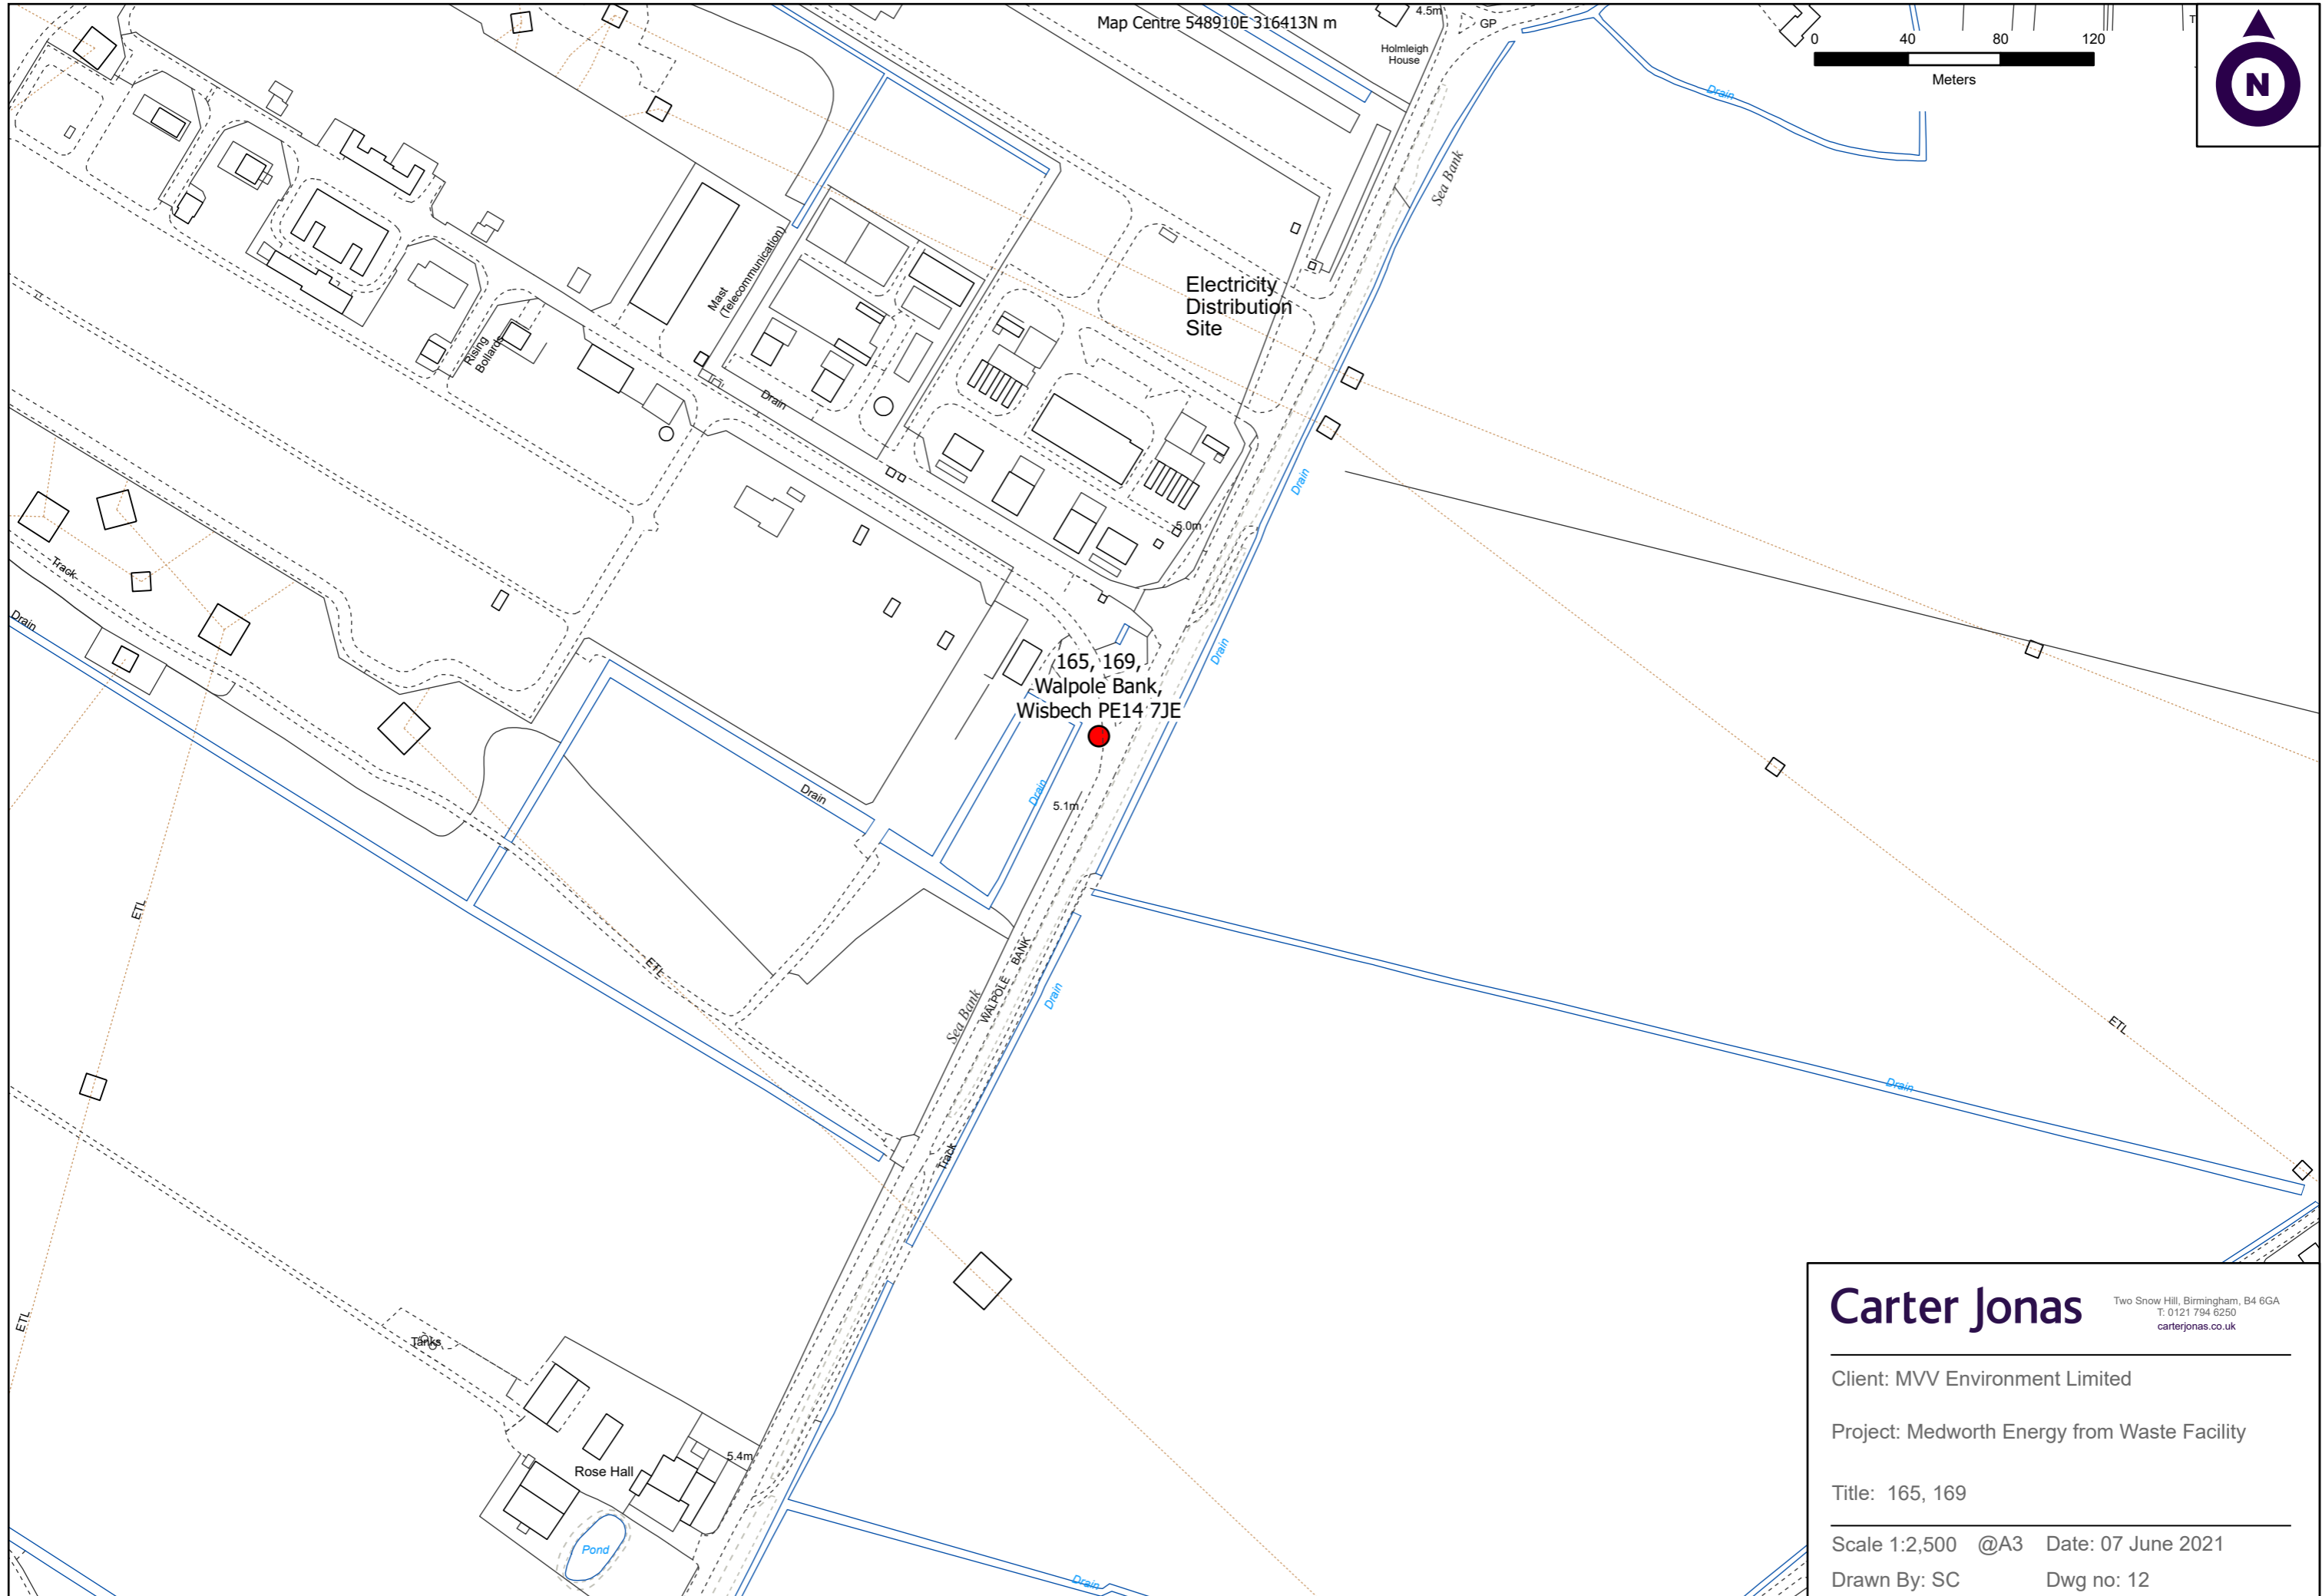 Map Centre 548910E 316413N m
4.5m
GP
Holmleigh
House
0 40 80 120
Meters
N
T
Drain
Sea Bank
Mast
(Telecommunication)
Electricity
Distribution
Site
Rising
Bollards
Drain
Drain
5.0m
Track
Drain
Drain
165, 169,
Walpole Bank,
Wisbech PE14 7JE
Drain
Drain
5.1m
ETL
ETL
Sea Bank
WALPOLE BANK
Drain
ETL
Drain
Track
ETL
Tanks
Rose Hall
5.4m
Pond
Drain
Carter Jonas
Two Snow Hill, Birmingham, B4 6GA
T: 0121 794 6250
carterjonas.co.uk
Client: MVV Environment Limited
Project: Medworth Energy from Waste Facility
Title: 165, 169
Scale 1:2,500 @A3 Date: 07 June 2021
Drawn By: SC Dwg no: 12